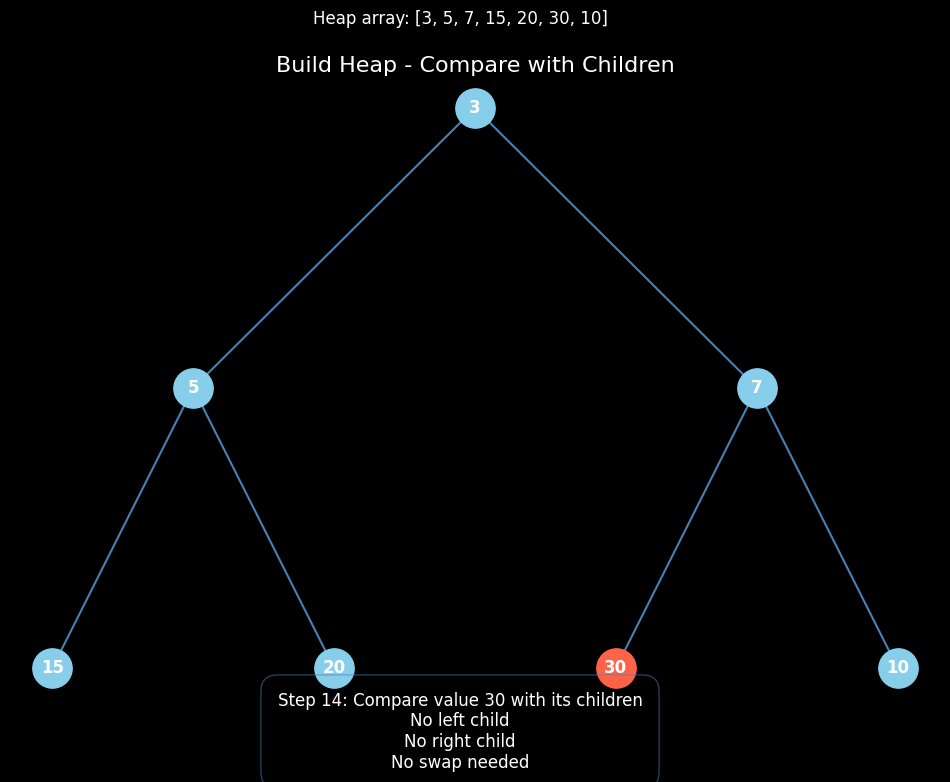 Heap array: [3, 5, 7, 15, 20, 30, 10]
Build Heap - Compare with Children
3
5
7
15
20
30
10
Step 14: Compare value 30 with its children
No left child
No right child
No swap needed